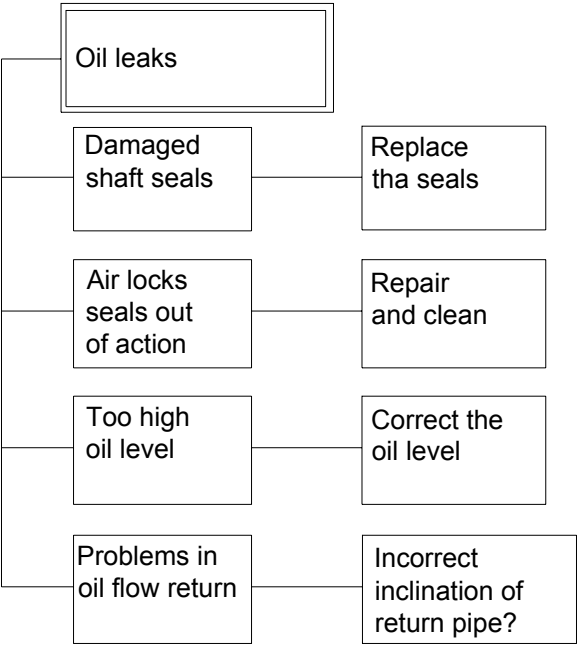 Oil leaks
Damaged
shaft seals
Replace
tha seals
Air locks
seals out
of action
Repair
and clean
Too high
oil level
Correct the
oil level
Problems in
oil flow return
Incorrect
inclination of
return pipe?